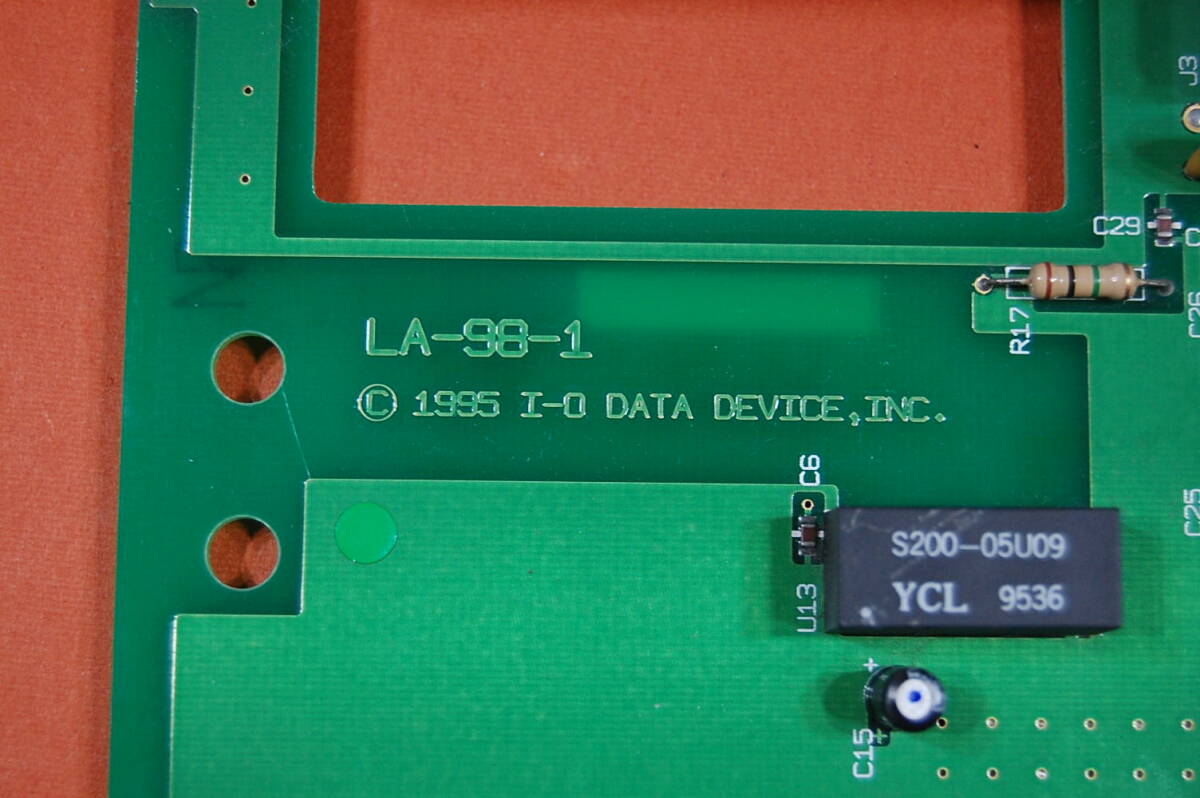 J3
C29
R17
C26
LA-98-1
© 1995 I-O DATA DEVICE,INC.
C6
C25
S200-05U09
YCL 9536
U13
+
C15